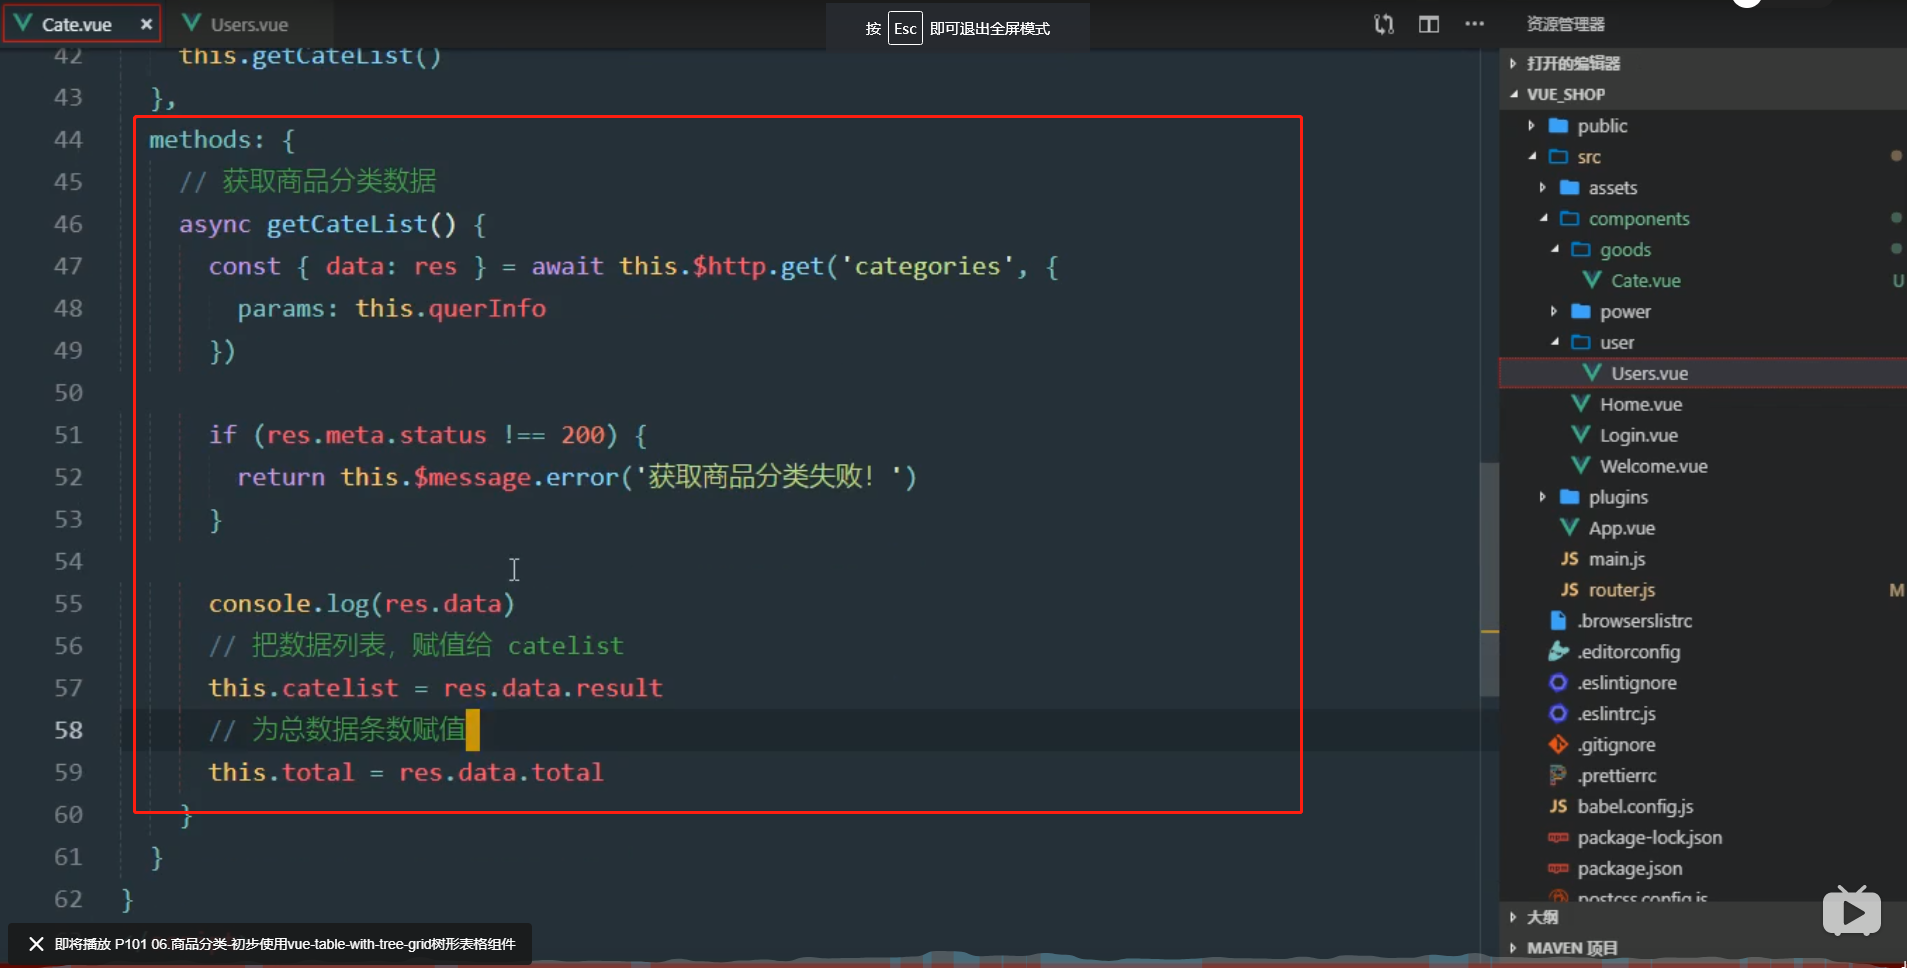 Cate.vue × Users.vue
按 Esc 即可退出全屏模式
资源管理器
42 this.getCateList()
43 },
44 methods: {
45 // 获取商品分类数据
46 async getCateList() {
47 const { data: res } = await this.$http.get('categories', {
48 params: this.querInfo
49 })
50
51 if (res.meta.status !== 200) {
52 return this.$message.error('获取商品分类失败！')
53 }
54
55 console.log(res.data)
56 // 把数据列表，赋值给 catelist
57 this.catelist = res.data.result
58 // 为总数据条数赋值
59 this.total = res.data.total
60 }
61 }
62 }
即将播放 P101 06.商品分类-初步使用vue-table-with-tree-grid树形表格组件
打开的编辑器
VUE_SHOP
public
src
assets
components
goods
Cate.vue U
power
user
Users.vue
Home.vue
Login.vue
Welcome.vue
plugins
App.vue
JS main.js
JS router.js M
.browserslistrc
.editorconfig
.eslintignore
.eslintrc.js
.gitignore
.prettierrc
JS babel.config.js
npm package-lock.json
npm package.json
postcss.config.js
大纲
MAVEN 项目